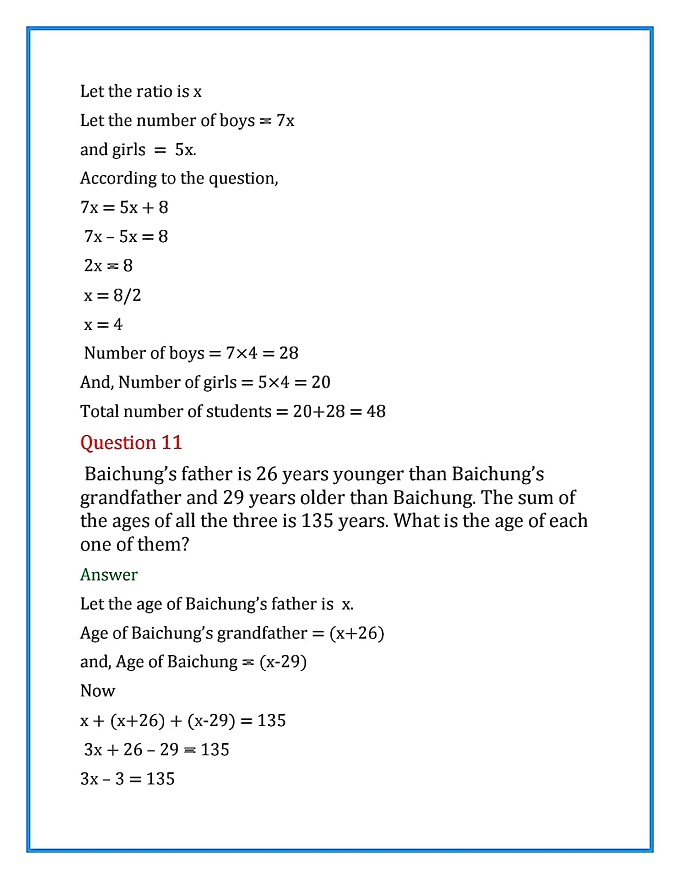 Let the ratio is x
Let the number of boys = 7x
and girls  =  5x.
According to the question,
7x = 5x + 8
7x – 5x = 8
2x = 8
x = 8/2
x = 4
Number of boys = 7×4 = 28
And, Number of girls = 5×4 = 20
Total number of students = 20+28 = 48
Question 11
Baichung’s father is 26 years younger than Baichung’s
grandfather and 29 years older than Baichung. The sum of
the ages of all the three is 135 years. What is the age of each
one of them?
Answer
Let the age of Baichung’s father is  x.
Age of Baichung’s grandfather = (x+26)
and, Age of Baichung = (x-29)
Now
x + (x+26) + (x-29) = 135
3x + 26 – 29 = 135
3x – 3 = 135